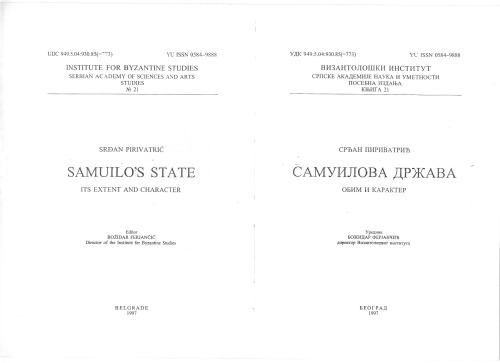 UDC 949.5.04:930.85(=773)
YU ISSN 0584-9888
INSTITUTE FOR BYZANTINE STUDIES
SERBIAN ACADEMY OF SCIENCES AND ARTS
STUDIES
№ 21
SRĐAN PIRIVATRIĆ
SAMUILO'S STATE
ITS EXTENT AND CHARACTER
Editor
BOŽIDAR FERJANČIĆ
Director of the Institute for Byzantine Studies
BELGRADE
1997
УДК 949.5.04:930.85(=773)
YU ISSN 0584-9888
ВИЗАНТОЛОШКИ ИНСТИТУТ
СРПСКЕ АКАДЕМИЈЕ НАУКА И УМЕТНОСТИ
ПОСЕБНА ИЗДАЊА
КЊИГА 21
СРЂАН ПИРИВАТРИЋ
САМУИЛОВА ДРЖАВА
ОБИМ И КАРАКТЕР
Уредник
БОЖИДАР ФЕРЈАНЧИЋ
директор Византолошког института
БЕОГРАД
1997